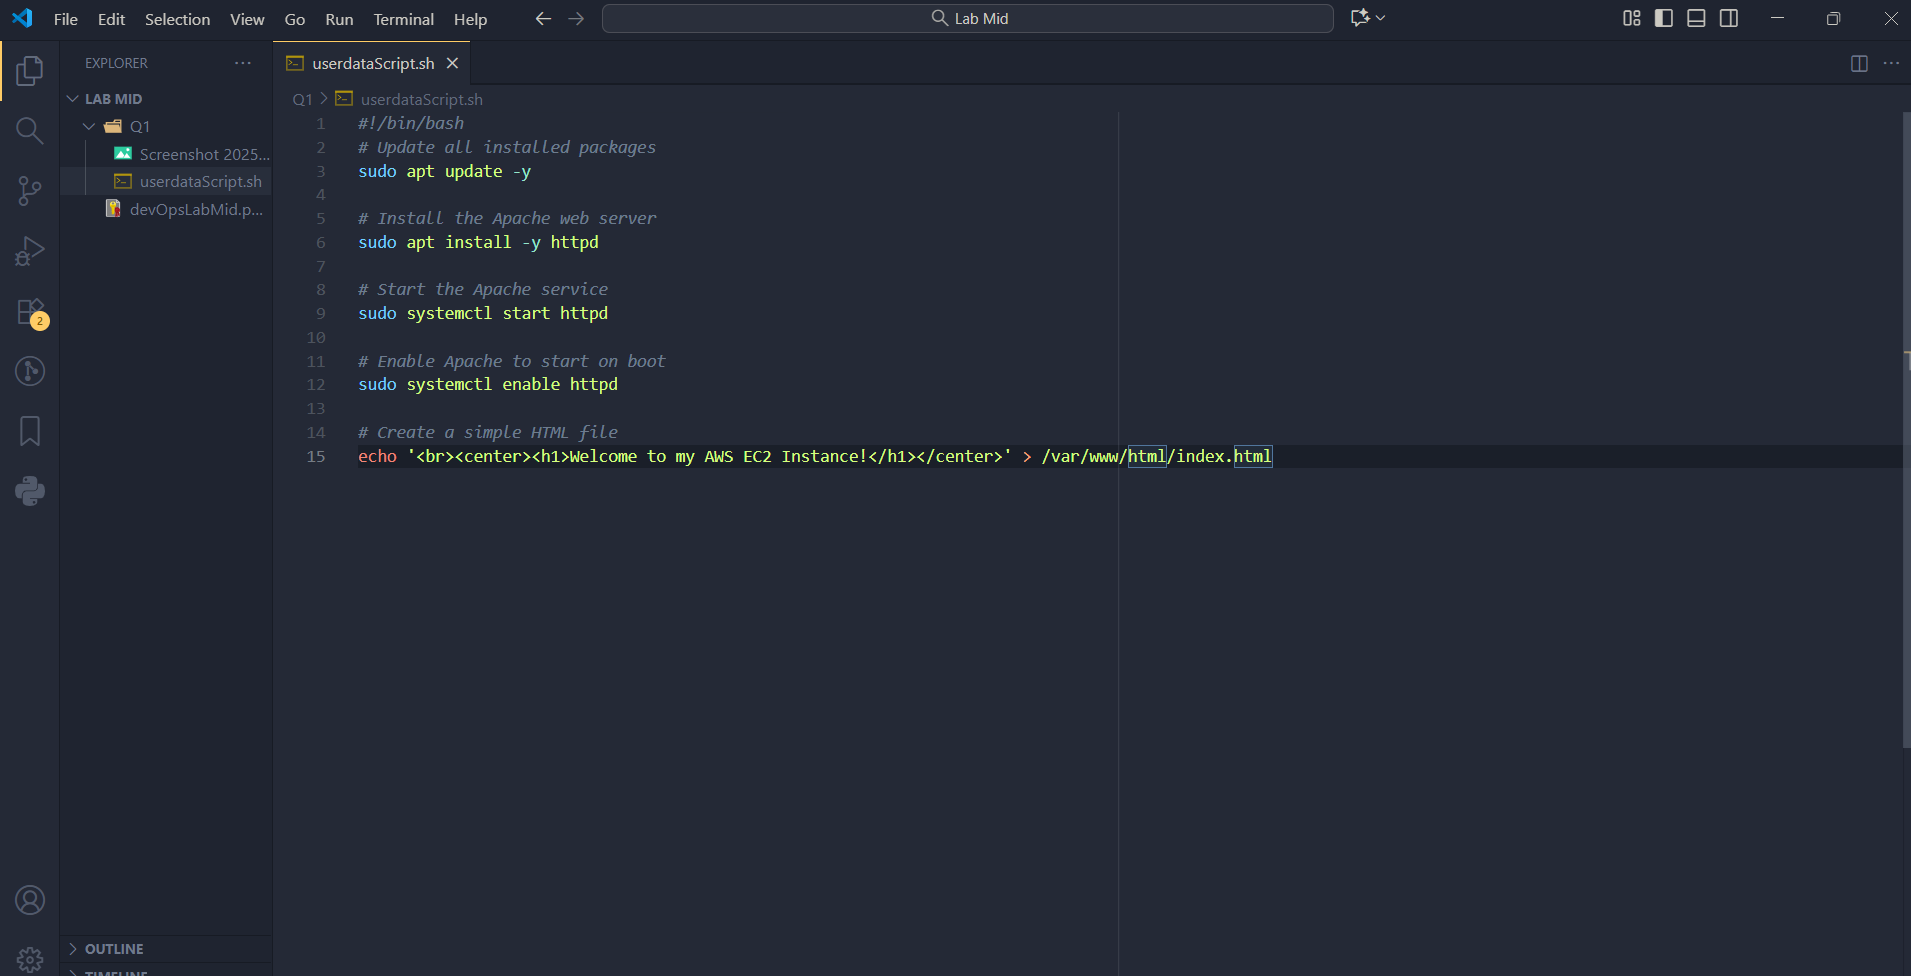 File Edit Selection View Go Run Terminal Help
Lab Mid
EXPLORER
LAB MID
Q1
Screenshot 2025...
userdataScript.sh
devOpsLabMid.p...
2
OUTLINE
TIMELINE
userdataScript.sh
Q1 > userdataScript.sh
1 #!/bin/bash
2 # Update all installed packages
3 sudo apt update -y
4
5 # Install the Apache web server
6 sudo apt install -y httpd
7
8 # Start the Apache service
9 sudo systemctl start httpd
10
11 # Enable Apache to start on boot
12 sudo systemctl enable httpd
13
14 # Create a simple HTML file
15 echo '<br><center><h1>Welcome to my AWS EC2 Instance!</h1></center>' > /var/www/html/index.html